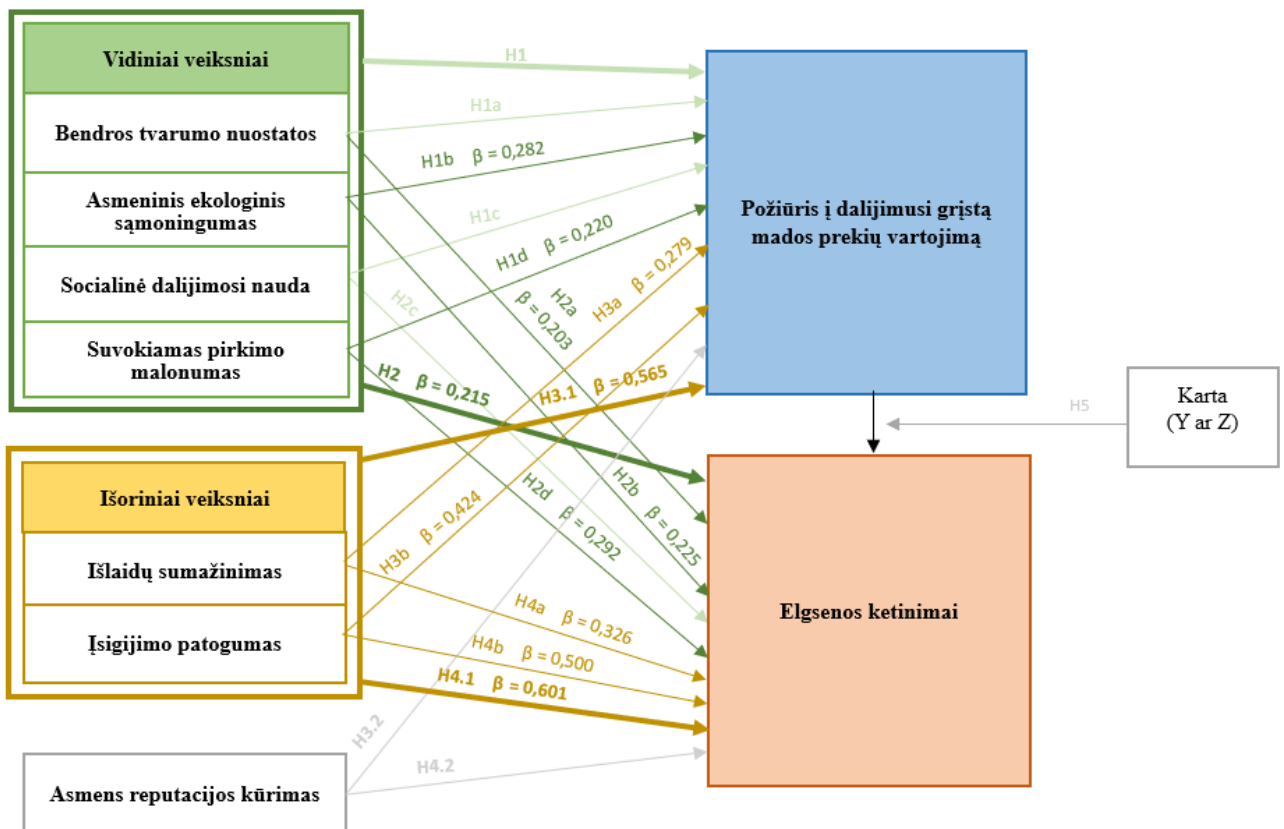 Vidiniai veiksniai
Bendros tvarumo nuostatos
Asmeninis ekologinis
sąmoningumas
Socialinė dalijimosi nauda
Suvokiamas pirkimo
malonumas
Išoriniai veiksniai
Išlaidų sumažinimas
Įsigijimo patogumas
Asmens reputacijos kūrimas
H1
H1a
H1b β = 0,282
H1c
H1d β = 0,220
H2a
β = 0,203
H3a β = 0,279
H2c
H2 β = 0,215
H3.1 β = 0,565
H2b β = 0,225
H2d β = 0,292
H3b β = 0,424
H4a β = 0,326
H4b β = 0,500
H4.1 β = 0,601
H3.2
H4.2
Požiūris į dalijimusi grįstą
mados prekių vartojimą
H5
Karta
(Y ar Z)
Elgsenos ketinimai